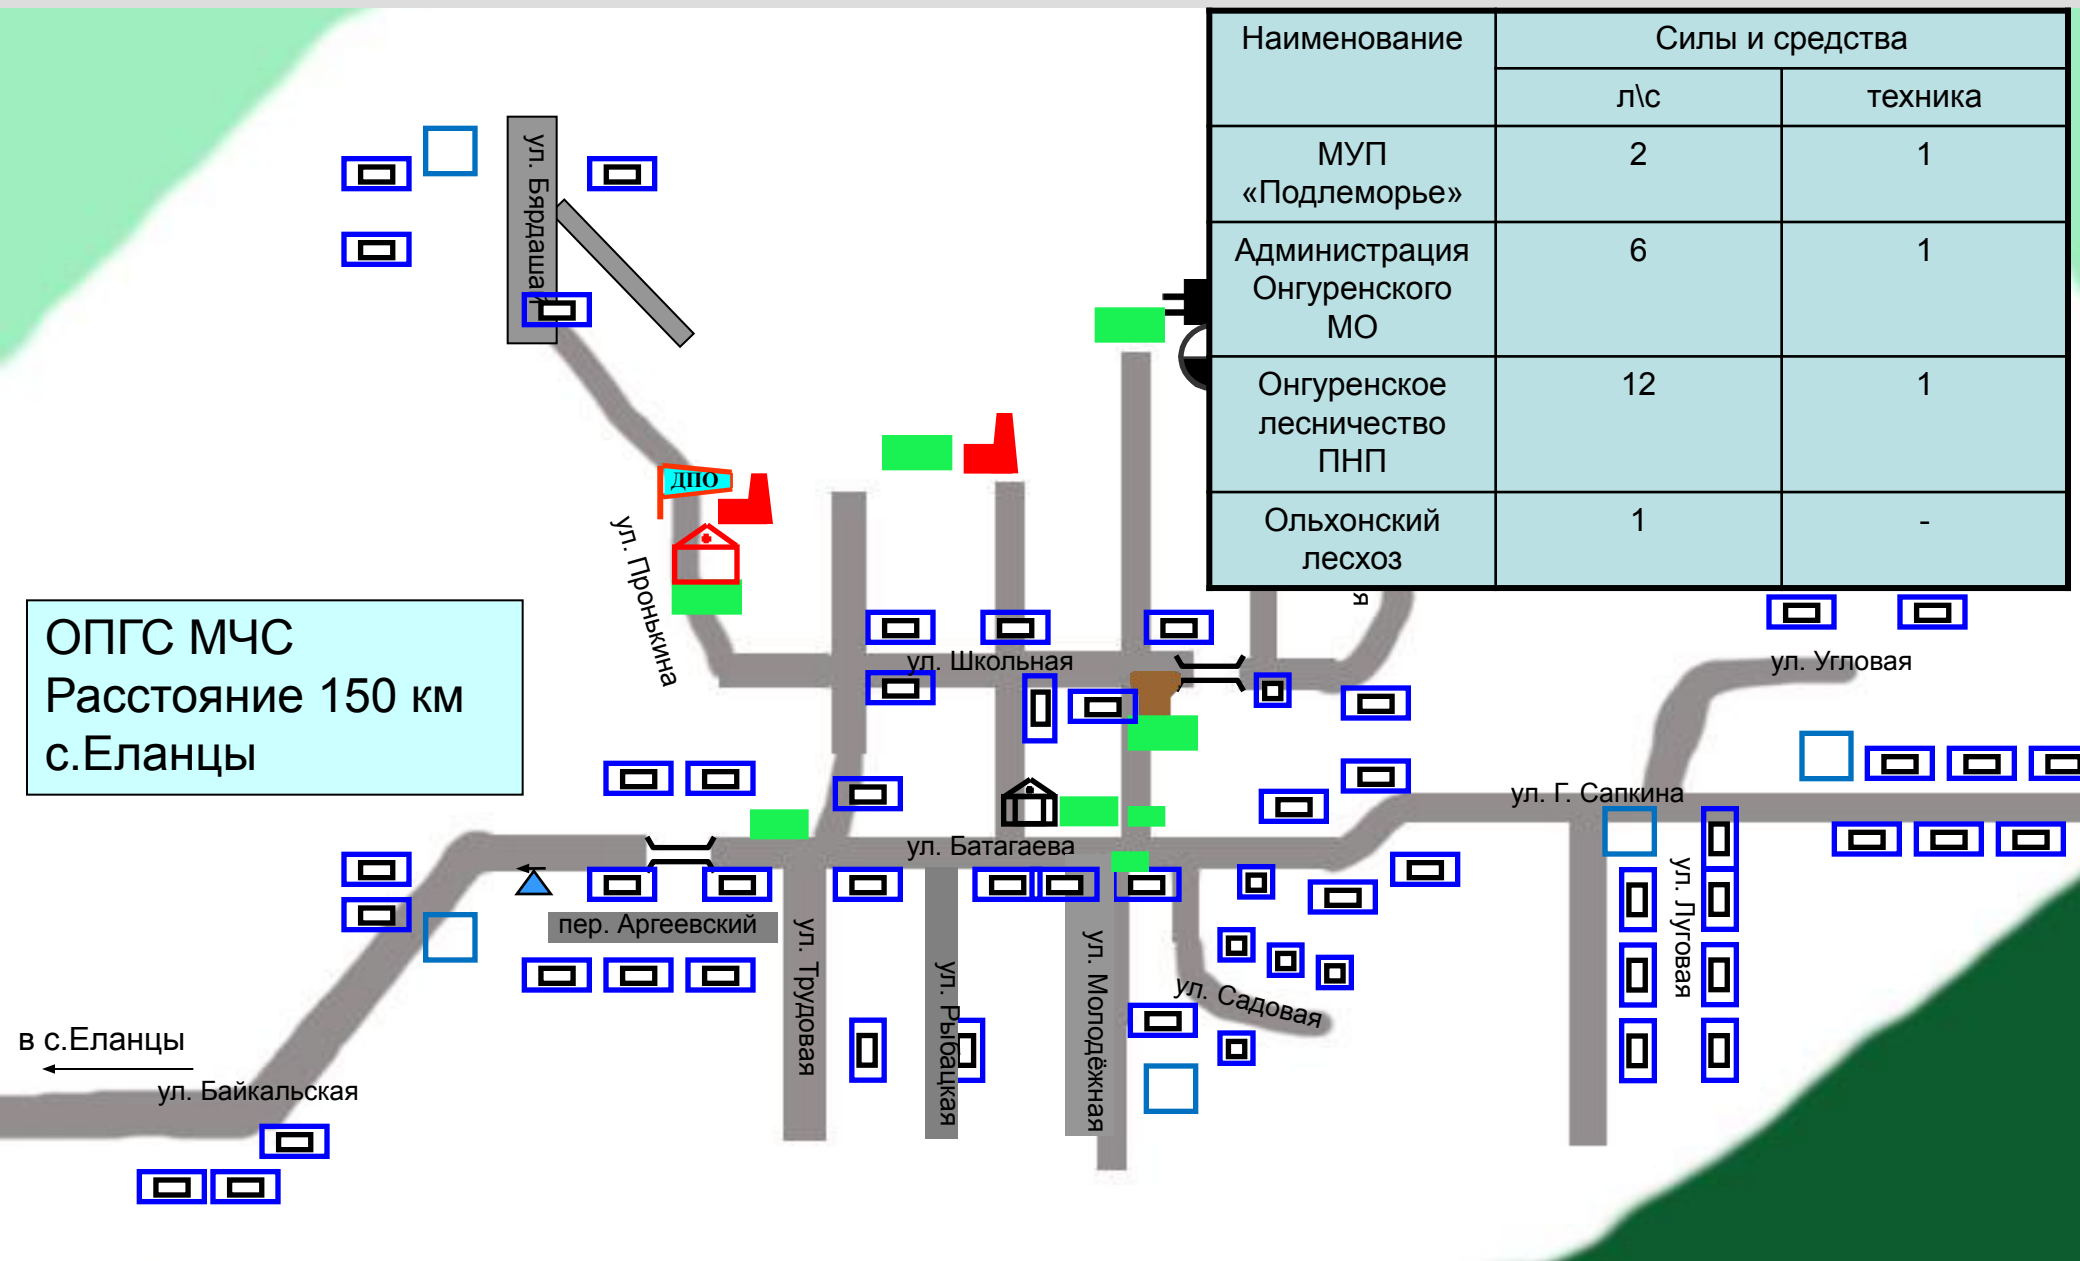 Наименование
Силы и средства
л\с
техника
МУП
«Подлеморье»
2
1
Администрация
Онгуренского
МО
6
1
Онгуренское
лесничество
ПНП
12
1
Ольхонский
лесхоз
1
-
ул. Бярдашай
ДПО
ул. Пронькина
ОПГС МЧС
Расстояние 150 км
с.Еланцы
ул. Школьная
я
ул. Угловая
ул. Г. Сапкина
ул. Батагаева
пер. Аргеевский
ул. Трудовая
ул. Рыбацкая
ул. Молодёжная
ул. Садовая
ул. Луговая
в с.Еланцы
ул. Байкальская